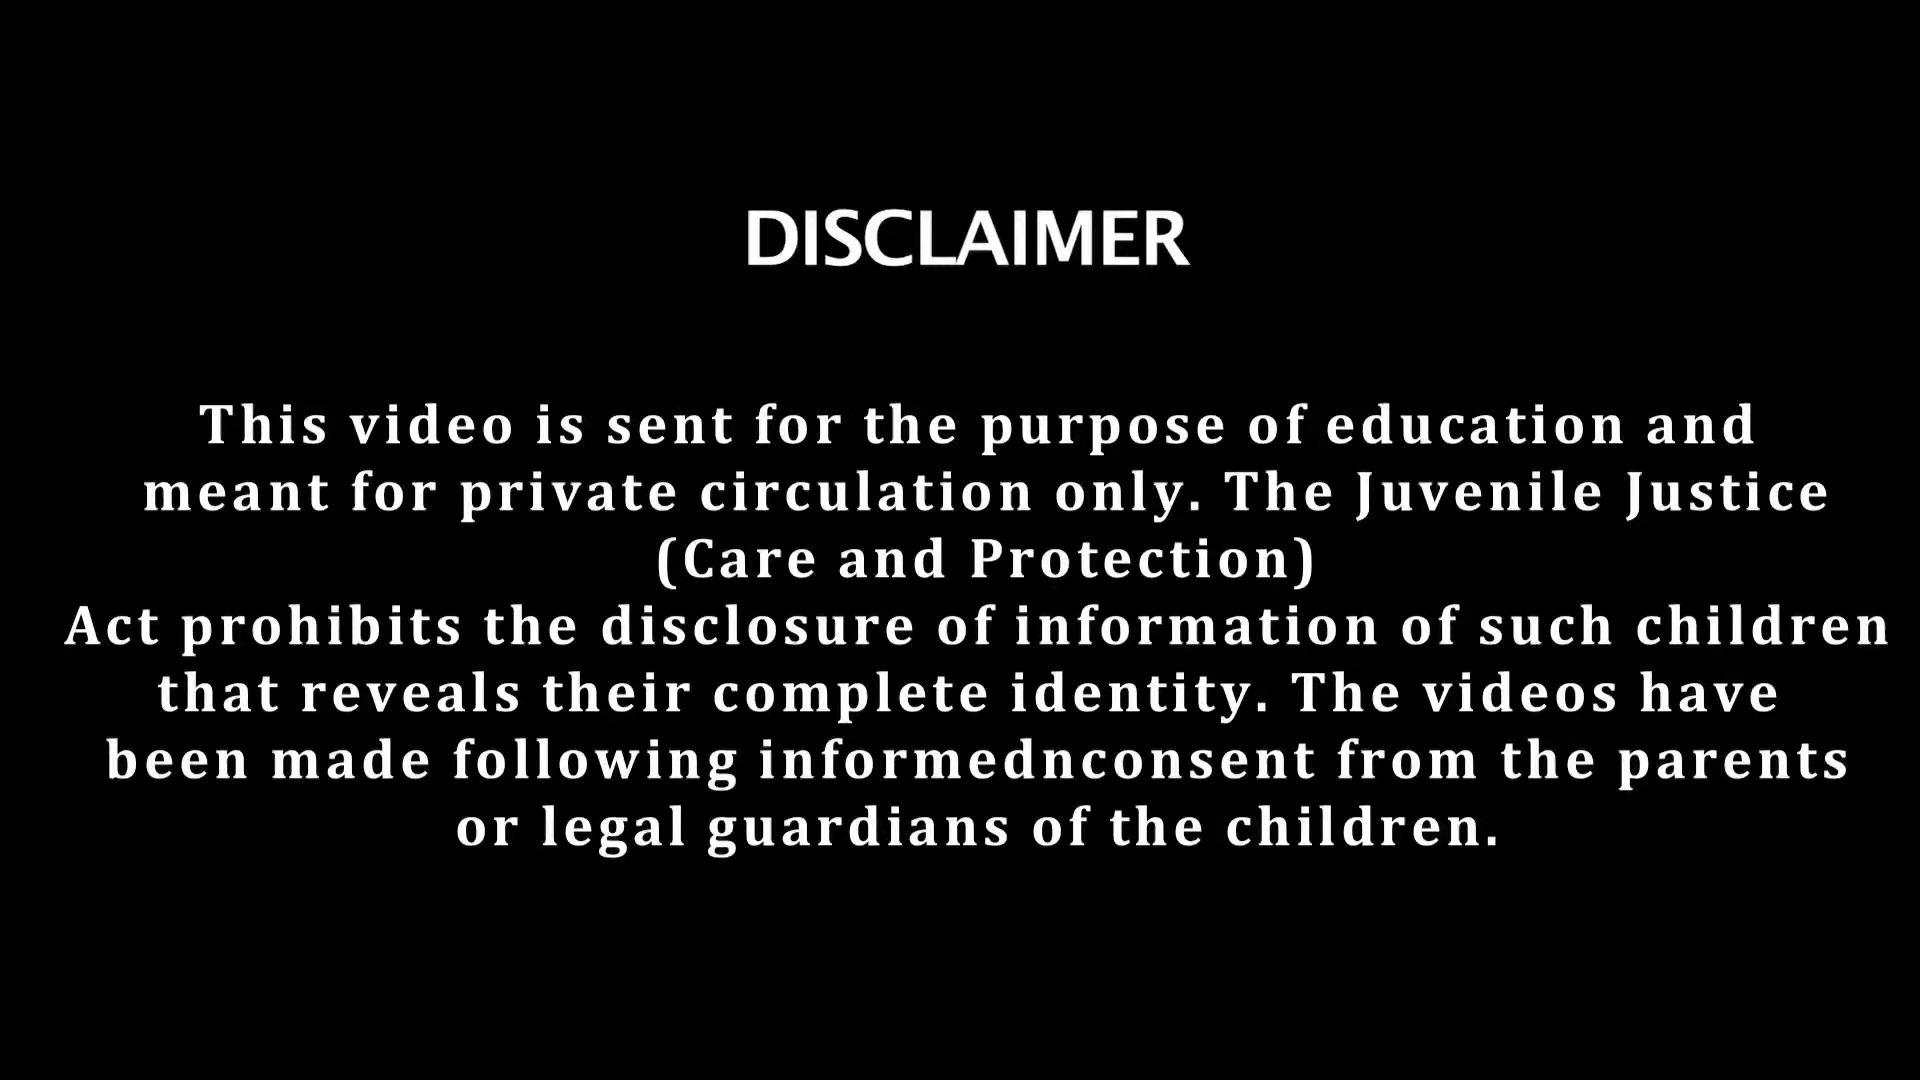 DISCLAIMER
This video is sent for the purpose of education and
meant for private circulation only. The Juvenile Justice
(Care and Protection)
Act prohibits the disclosure of information of such children
that reveals their complete identity. The videos have
been made following informednconsent from the parents
or legal guardians of the children.